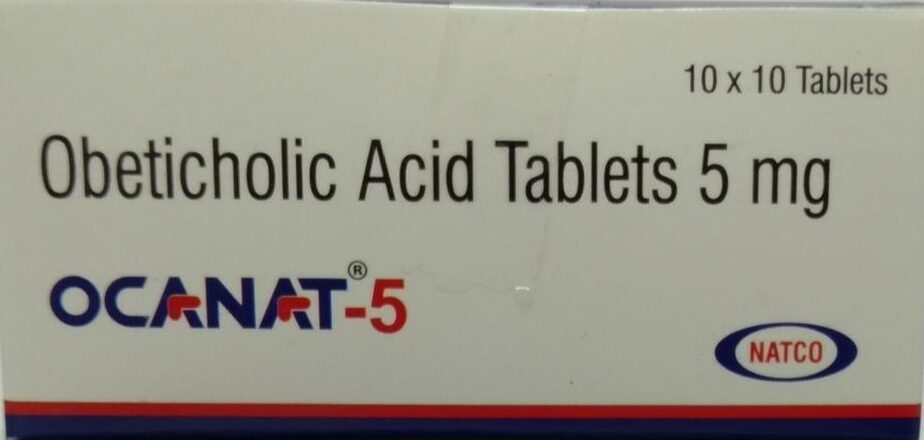 10 x 10 Tablets
Obeticholic Acid Tablets 5 mg
OCANAT®-5
NATCO